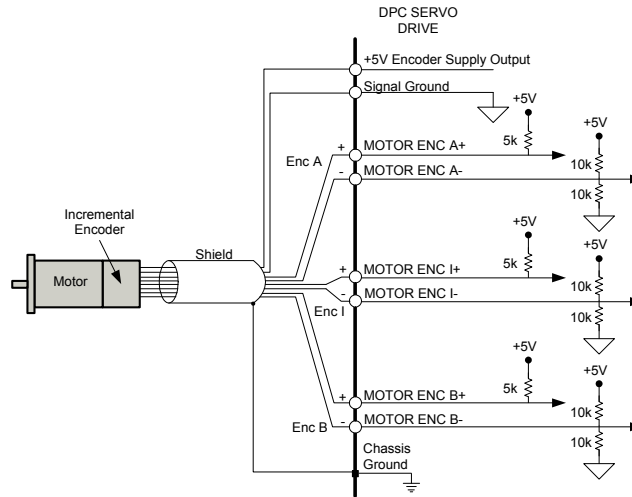 DPC SERVO
DRIVE
+5V Encoder Supply Output
Signal Ground
+5V
5k
+5V
10k
10k
+
MOTOR ENC A+
Enc A
-
MOTOR ENC A-
Incremental
Encoder
Shield
Motor
+5V
5k
+5V
10k
10k
+
MOTOR ENC I+
-
MOTOR ENC I-
Enc I
+5V
5k
+5V
10k
10k
+
MOTOR ENC B+
Enc B
-
MOTOR ENC B-
Chassis
Ground